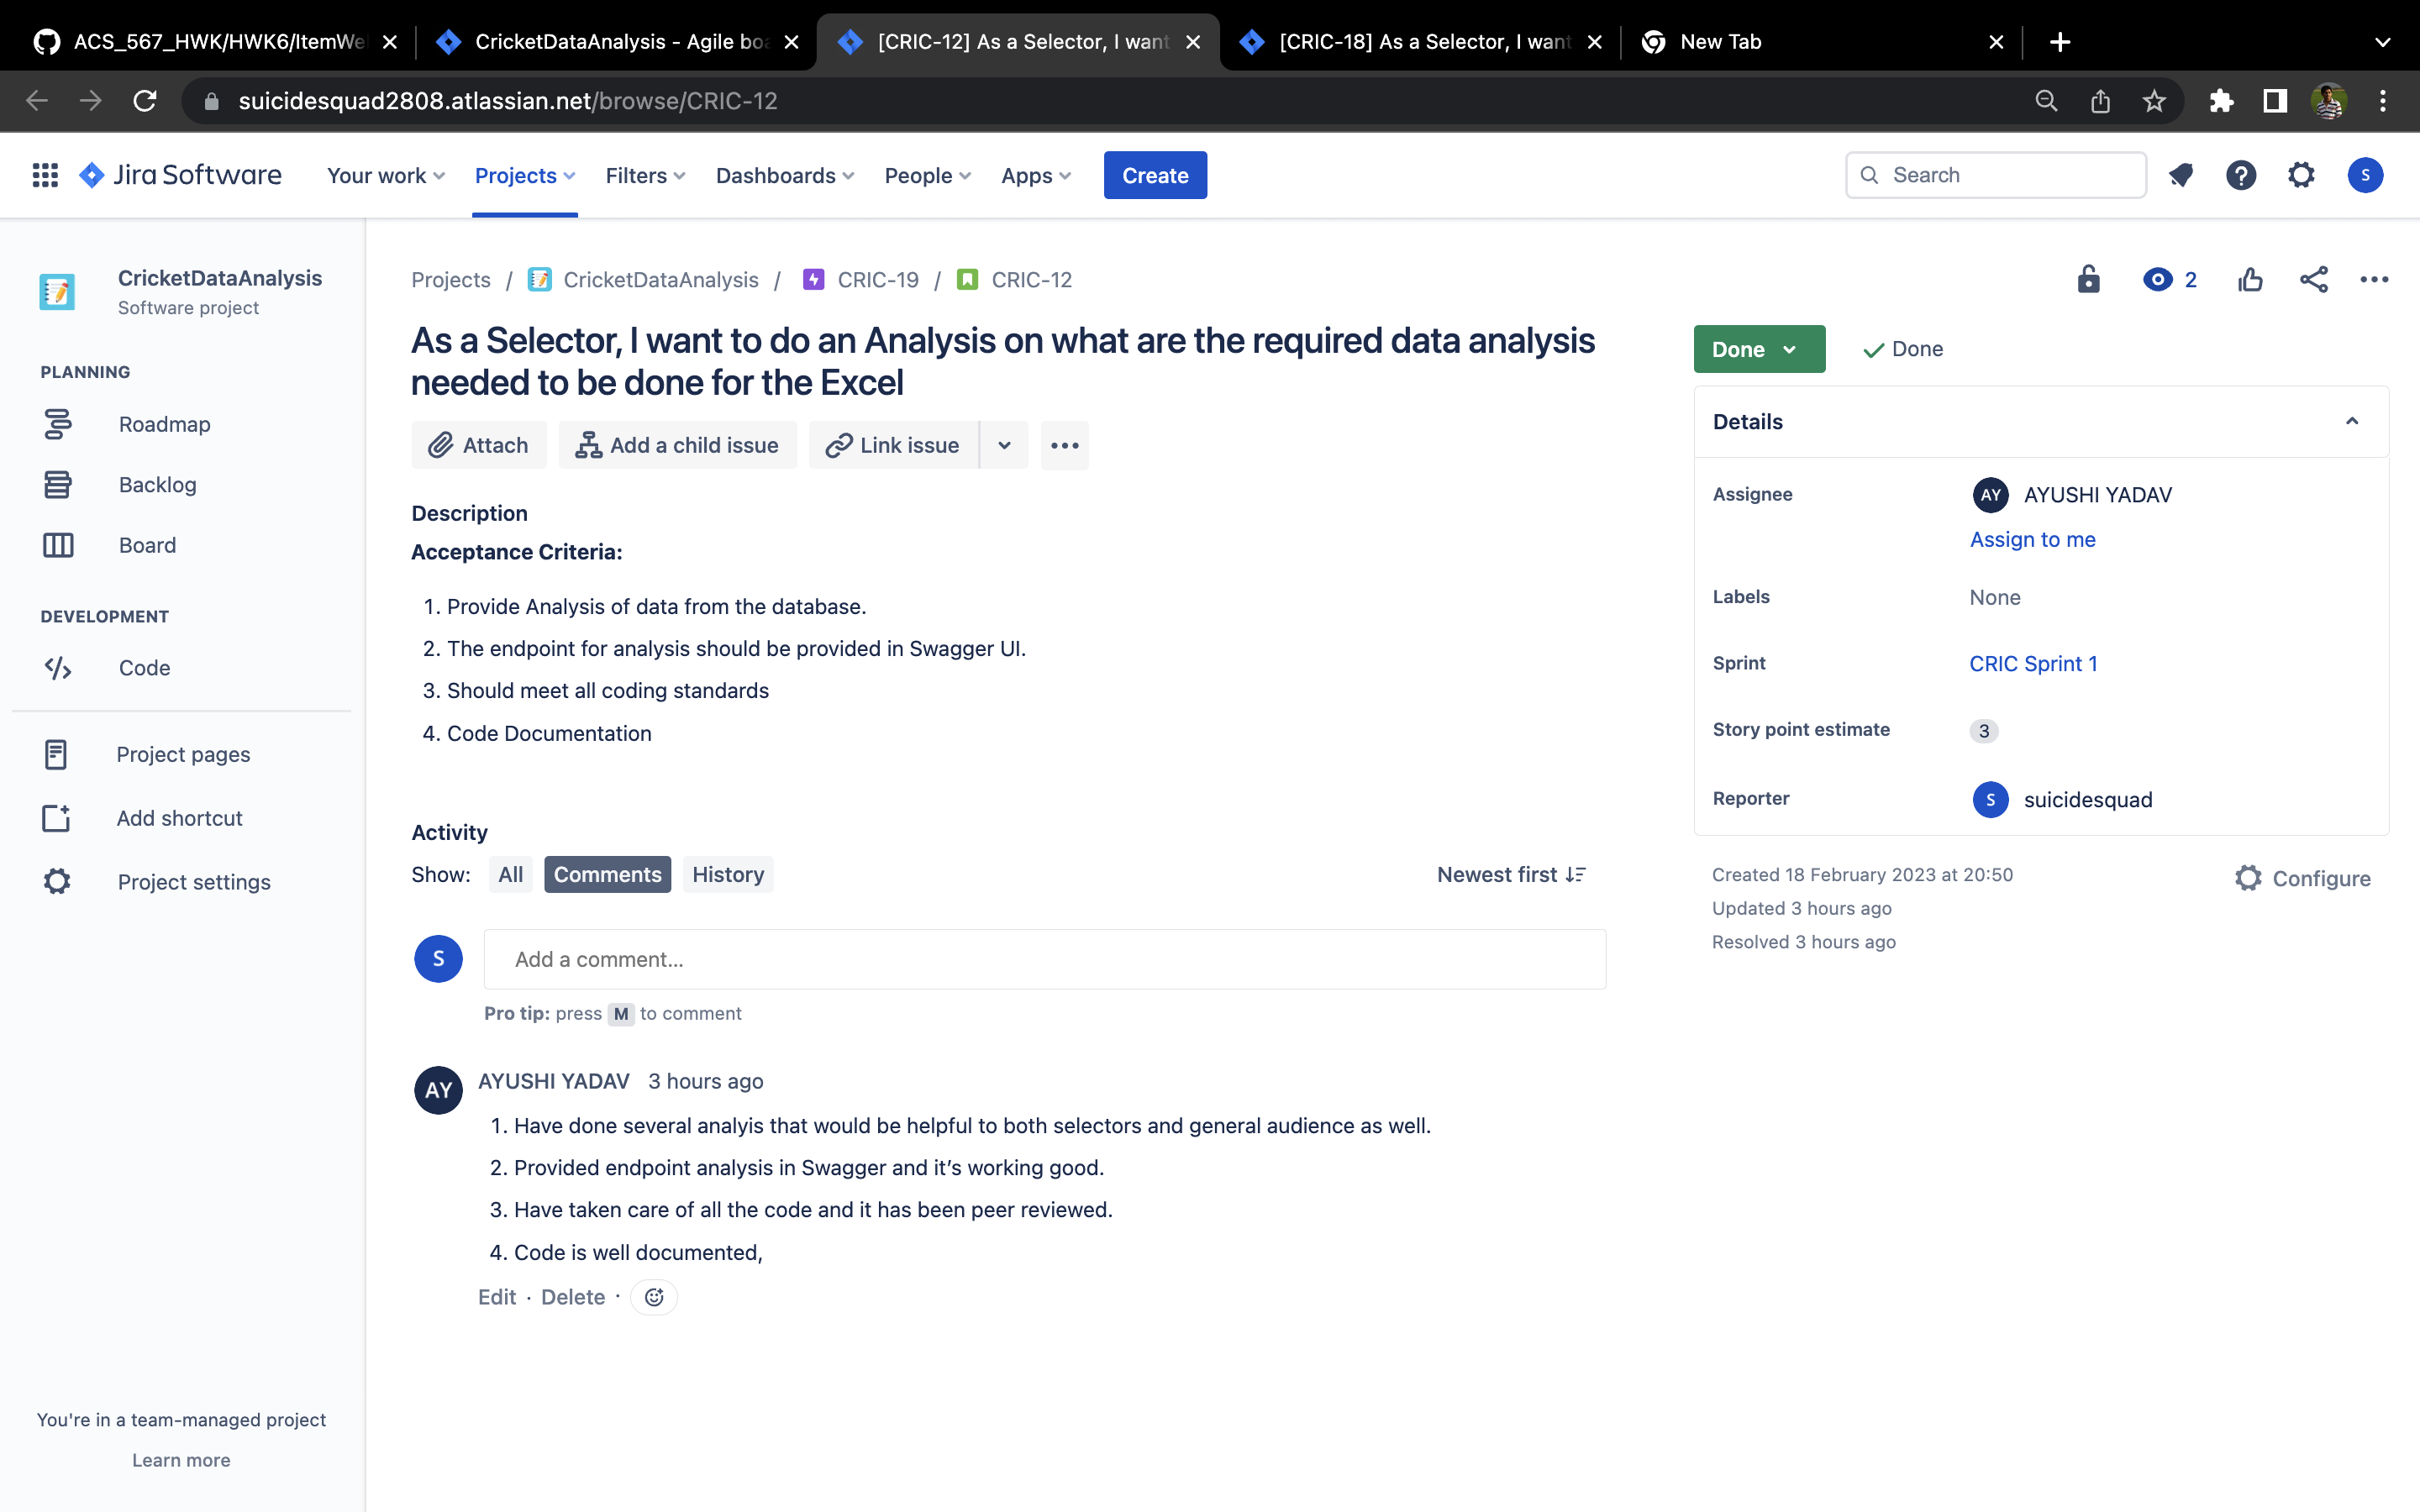 ACS_567_HWK/HWK6/ItemWe
CricketDataAnalysis - Agile boa
[CRIC-12] As a Selector, I want
[CRIC-18] As a Selector, I want
New Tab
suicidesquad2808.atlassian.net/browse/CRIC-12
Jira Software
Your work
Projects
Filters
Dashboards
People
Apps
Create
Search
S
CricketDataAnalysis
Software project
PLANNING
Roadmap
Backlog
Board
DEVELOPMENT
Code
Project pages
Add shortcut
Project settings
You're in a team-managed project
Learn more
Projects / CricketDataAnalysis / CRIC-19 / CRIC-12
As a Selector, I want to do an Analysis on what are the required data analysis
needed to be done for the Excel
Attach
Add a child issue
Link issue
Description
Acceptance Criteria:
1. Provide Analysis of data from the database.
2. The endpoint for analysis should be provided in Swagger UI.
3. Should meet all coding standards
4. Code Documentation
Activity
Show: All Comments History
Newest first
S
Add a comment...
Pro tip: press M to comment
AY
AYUSHI YADAV 3 hours ago
1. Have done several analyis that would be helpful to both selectors and general audience as well.
2. Provided endpoint analysis in Swagger and it’s working good.
3. Have taken care of all the code and it has been peer reviewed.
4. Code is well documented,
Edit · Delete ·
2
Done
Done
Details
Assignee
AY AYUSHI YADAV
Assign to me
Labels
None
Sprint
CRIC Sprint 1
Story point estimate
3
Reporter
S suicidesquad
Created 18 February 2023 at 20:50
Updated 3 hours ago
Resolved 3 hours ago
Configure